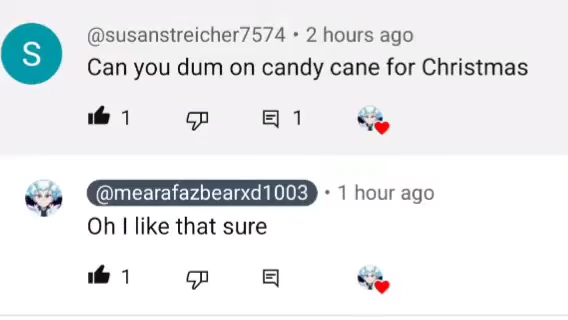 S
@susanstreicher7574 • 2 hours ago
Can you dum on candy cane for Christmas
1 1
@mearafazbearxd1003 • 1 hour ago
Oh I like that sure
1